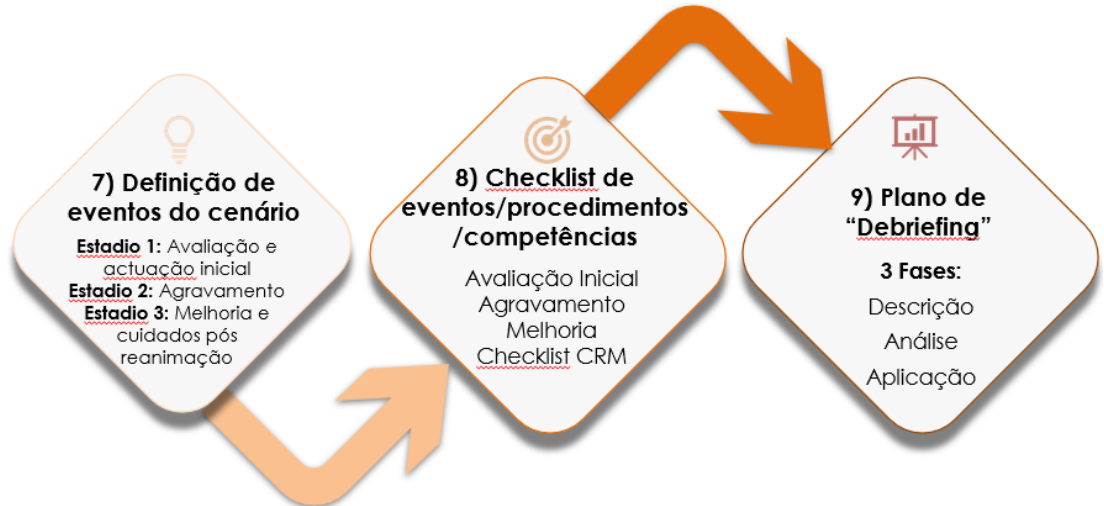 7) Definição de
eventos do cenário
Estadio 1: Avaliação e
actuação inicial
Estadio 2: Agravamento
Estadio 3: Melhoria e
cuidados pós
reanimação
8) Checklist de
eventos/procedimentos
/competências
Avaliação Inicial
Agravamento
Melhoria
Checklist CRM
9) Plano de
“Debriefing”
3 Fases:
Descrição
Análise
Aplicação